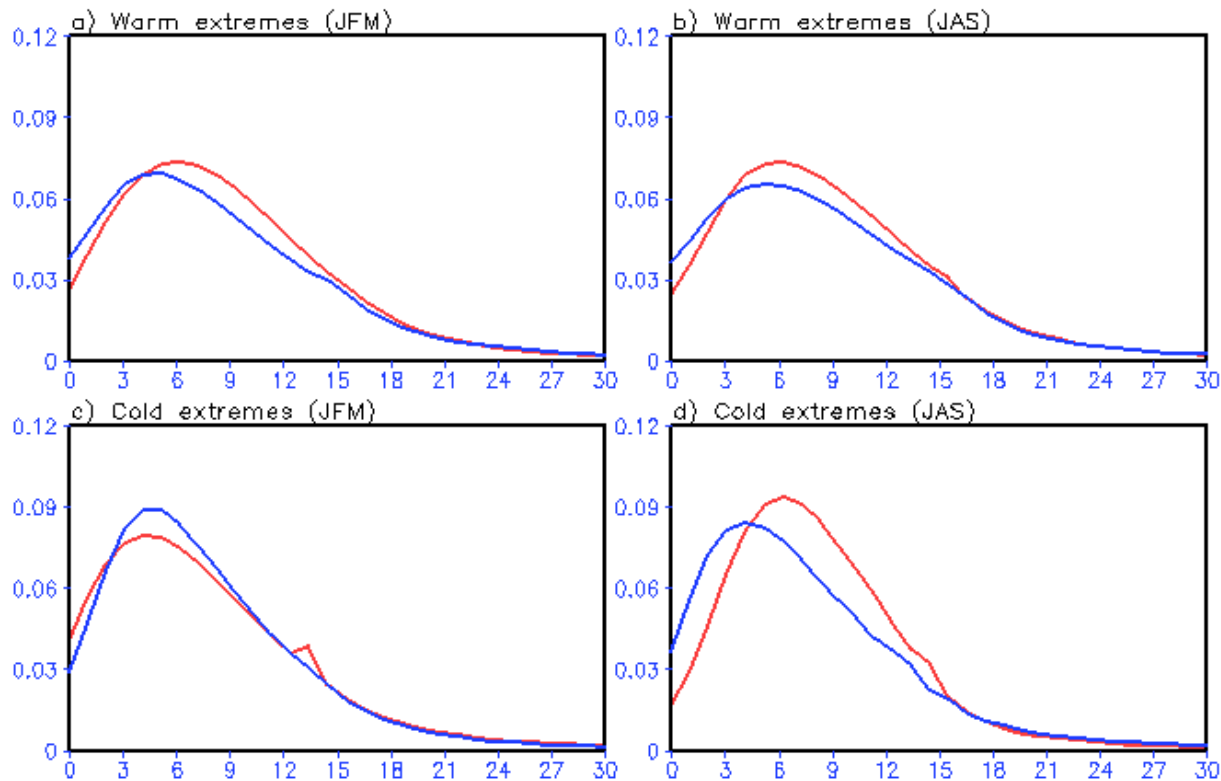 a) Warm extremes (JFM)
0.12
0.09
0.06
0.03
0
0 3 6 9 12 15 18 21 24 27 30
b) Warm extremes (JAS)
0.12
0.09
0.06
0.03
0
0 3 6 9 12 15 18 21 24 27 30
c) Cold extremes (JFM)
0.12
0.09
0.06
0.03
0
0 3 6 9 12 15 18 21 24 27 30
d) Cold extremes (JAS)
0.12
0.09
0.06
0.03
0
0 3 6 9 12 15 18 21 24 27 30